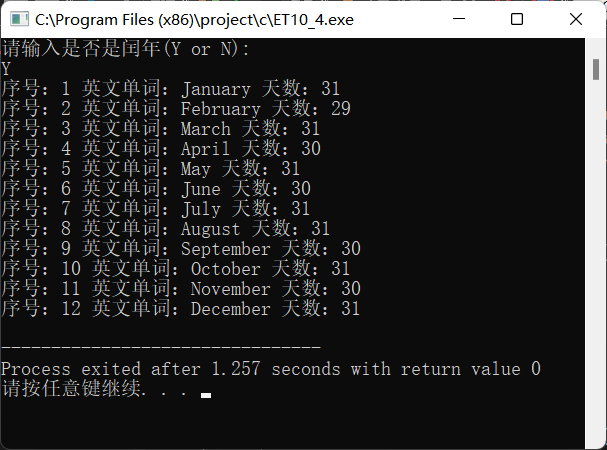 C:\Program Files (x86)\project\c\ET10_4.exe
请输入是否是闰年(Y or N):
Y
序号: 1 英文单词: January 天数: 31
序号: 2 英文单词: February 天数: 29
序号: 3 英文单词: March 天数: 31
序号: 4 英文单词: April 天数: 30
序号: 5 英文单词: May 天数: 31
序号: 6 英文单词: June 天数: 30
序号: 7 英文单词: July 天数: 31
序号: 8 英文单词: August 天数: 31
序号: 9 英文单词: September 天数: 30
序号: 10 英文单词: October 天数: 31
序号: 11 英文单词: November 天数: 30
序号: 12 英文单词: December 天数: 31
--------------------------------
Process exited after 1.257 seconds with return value 0
请按任意键继续. . .